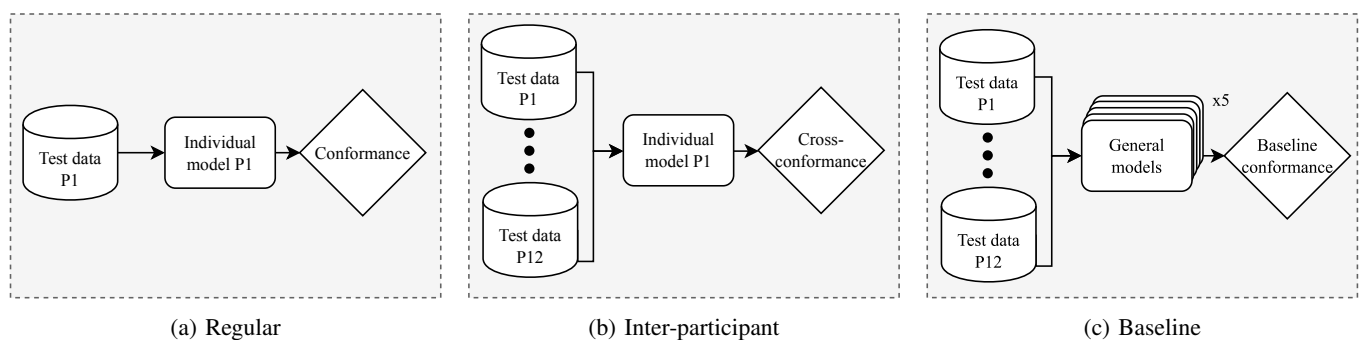 Test data
P1
Individual
model P1
Conformance
(a) Regular
Test data
P1
Test data
P12
Individual
model P1
Cross-
conformance
(b) Inter-participant
Test data
P1
Test data
P12
x5
General
models
Baseline
conformance
(c) Baseline